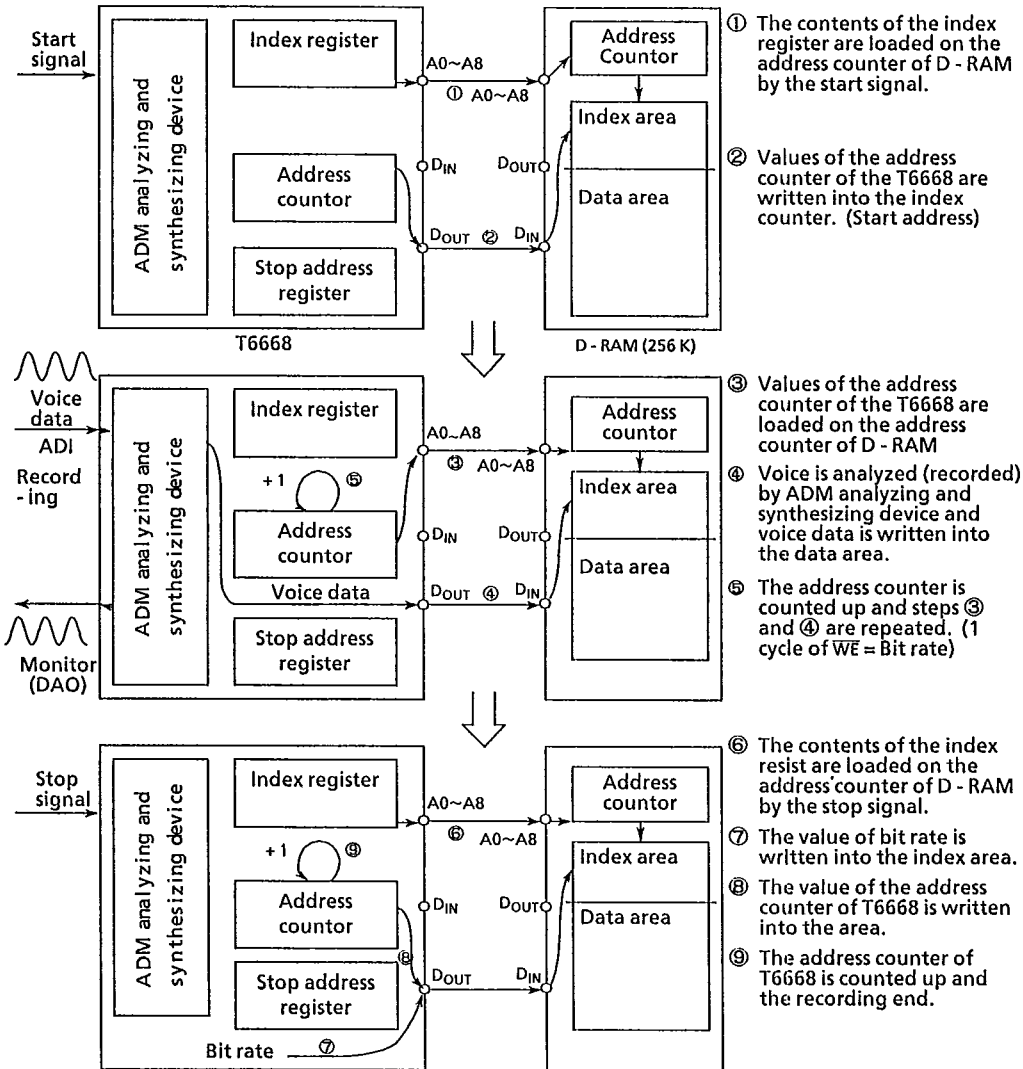 Start
signal
ADM analyzing and
synthesizing device
Index register
Address
countor
Stop address
register
T6668
A0~A8
① A0~A8
DIN
DOUT
DOUT ② DIN
Address
Countor
Index area
Data area
D - RAM (256 K)
① The contents of the index
register are loaded on the
address counter of D - RAM
by the start signal.
② Values of the address
counter of the T6668 are
written into the index
counter. (Start address)
Voice
data
ADI
Record
- ing
Monitor
(DAO)
ADM analyzing and
synthesizing device
Index register
+ 1 ⑤
Address
countor
Voice data
Stop address
register
A0~A8
③ A0~A8
DIN
DOUT
DOUT ④ DIN
Address
countor
Index area
Data area
③ Values of the address
counter of the T6668 are
loaded on the address
counter of D - RAM
④ Voice is analyzed (recorded)
by ADM analyzing and
synthesizing device and
voice data is written into
the data area.
⑤ The address counter is
counted up and steps ③
and ④ are repeated. (1
cycle of W̅E̅ = Bit rate)
Stop
signal
ADM analyzing and
synthesizing device
Index register
+ 1 ⑨
Address
countor
⑧
Stop address
register
Bit rate ⑦
A0~A8
⑥ A0~A8
DIN
DOUT
DOUT DIN
Address
countor
Index area
Data area
⑥ The contents of the index
resist are loaded on the
address counter of D - RAM
by the stop signal.
⑦ The value of bit rate is
written into the index area.
⑧ The value of the address
counter of T6668 is written
into the area.
⑨ The address counter of
T6668 is counted up and
the recording end.